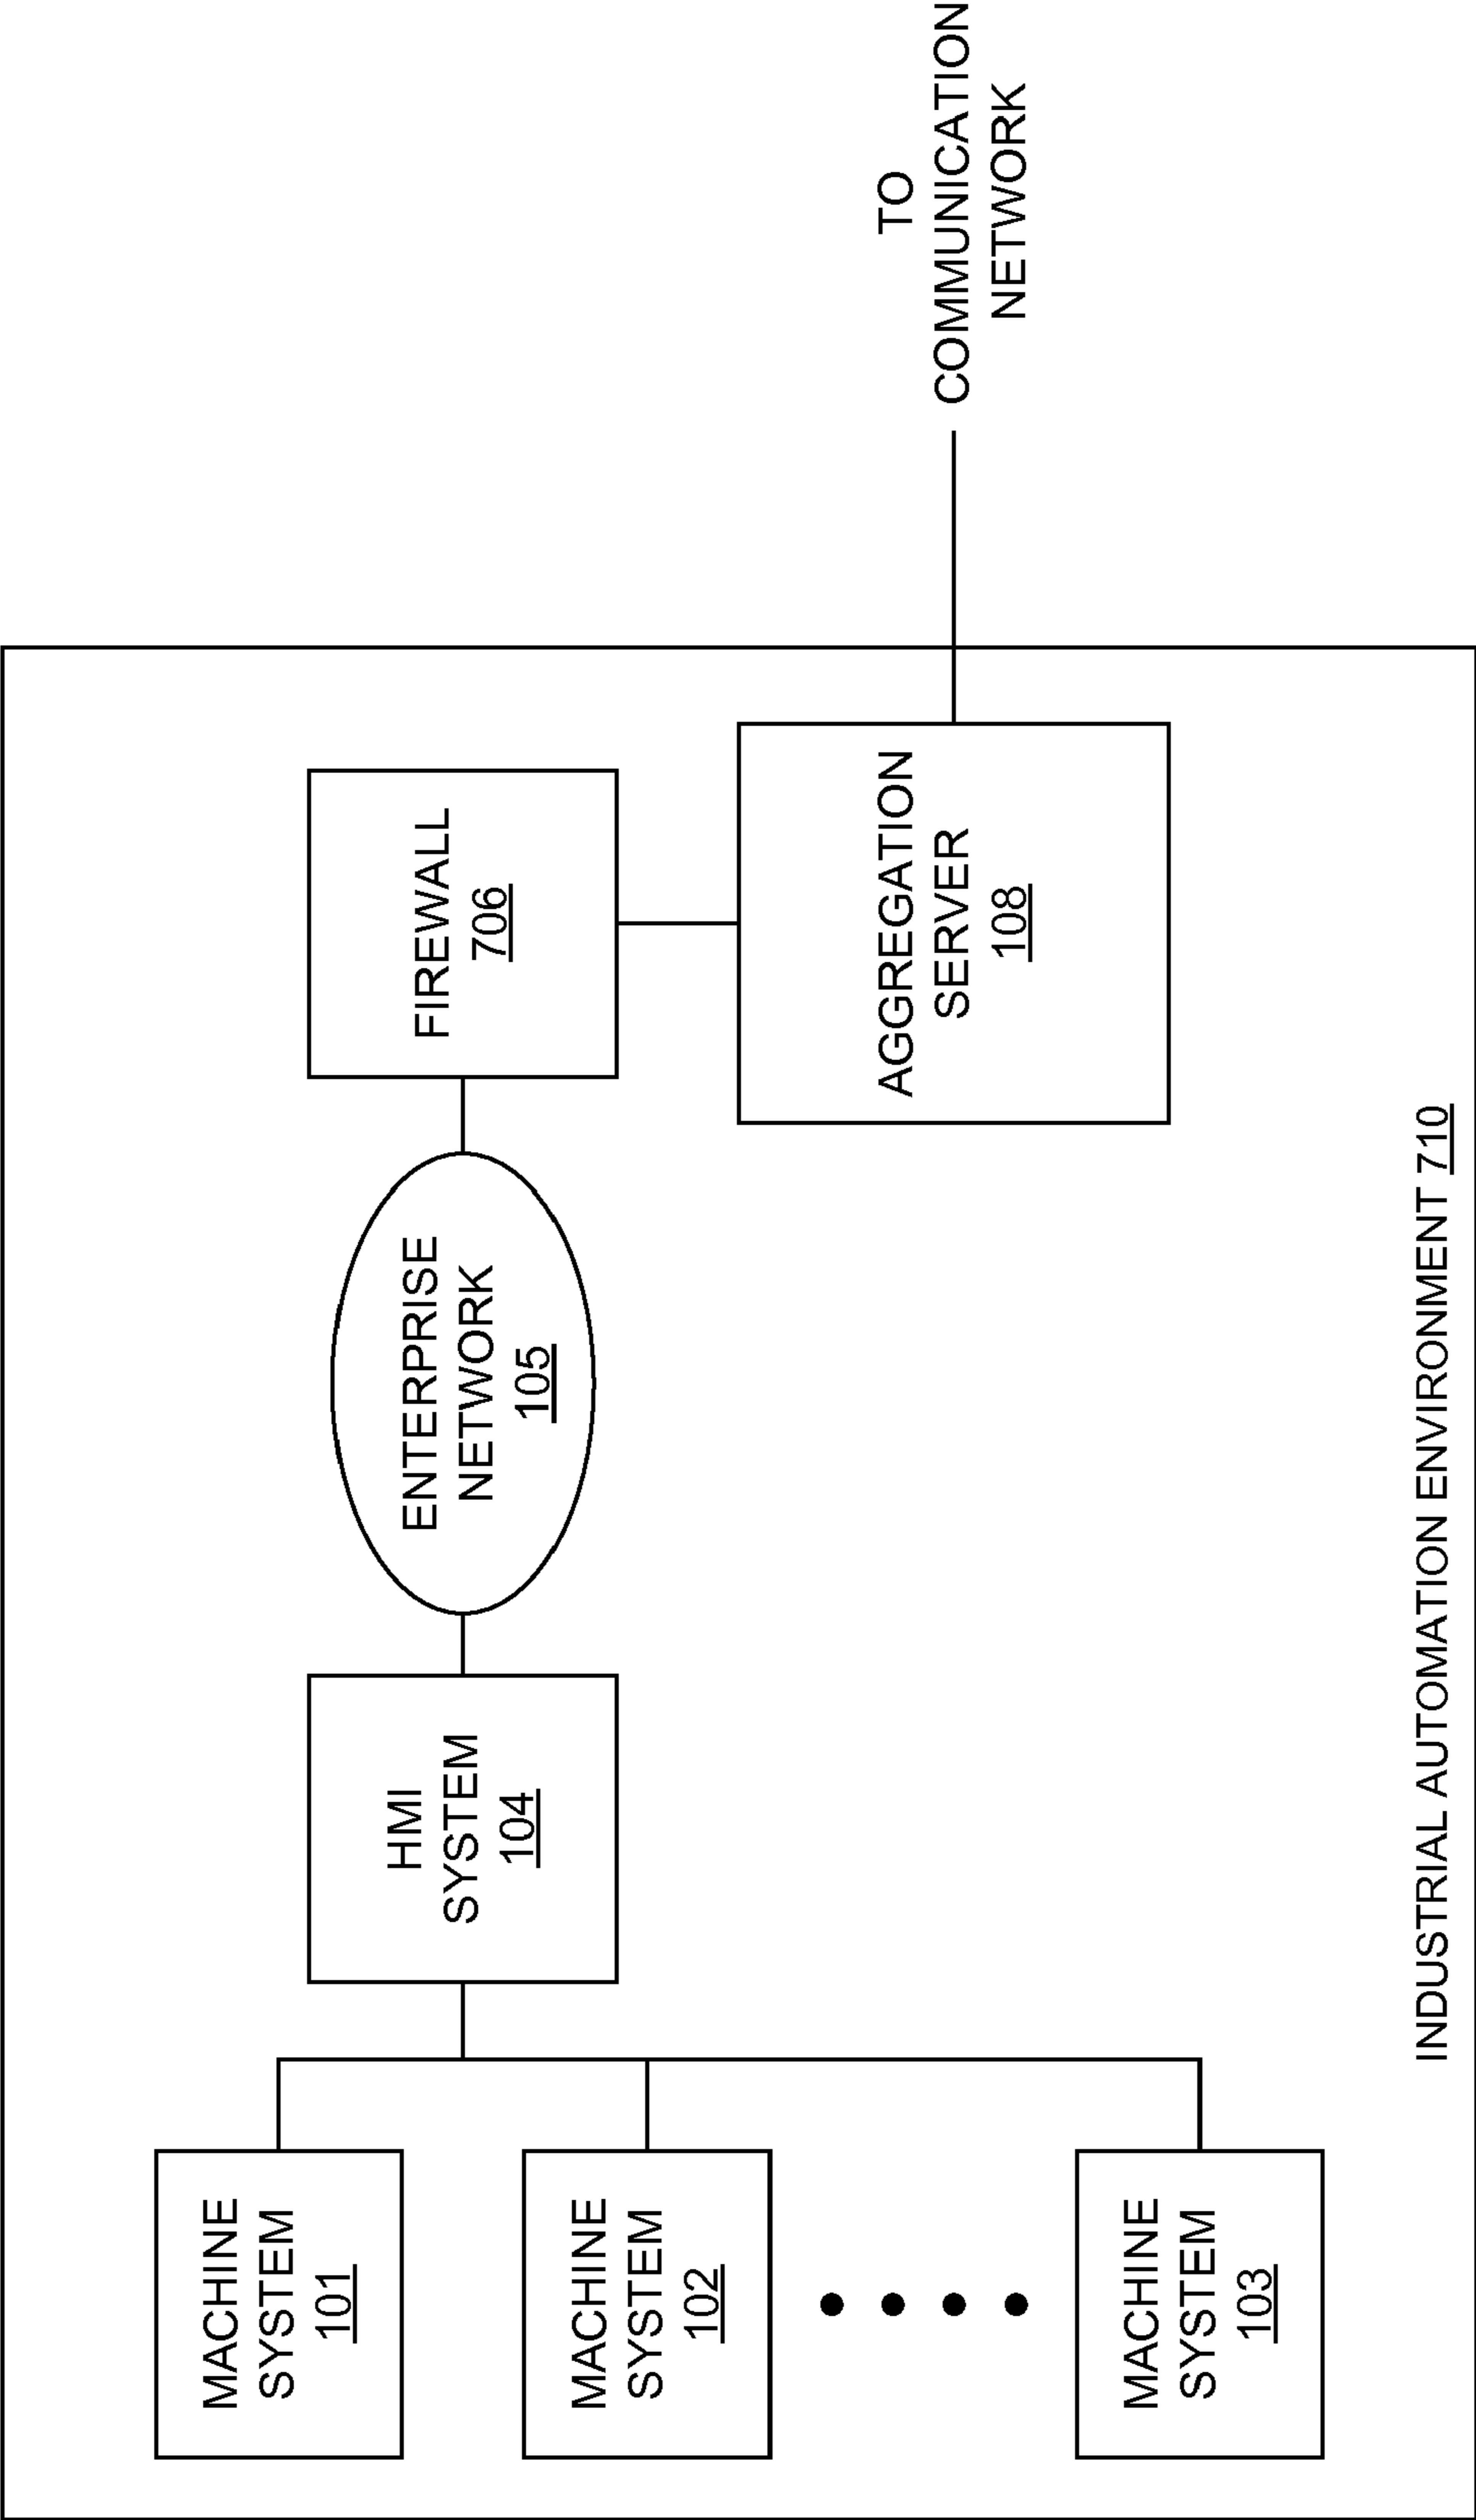 MACHINE
SYSTEM
101
MACHINE
SYSTEM
102
MACHINE
SYSTEM
103
HMI
SYSTEM
104
ENTERPRISE
NETWORK
105
FIREWALL
706
AGGREGATION
SERVER
108
TO
COMMUNICATION
NETWORK
INDUSTRIAL AUTOMATION ENVIRONMENT 710